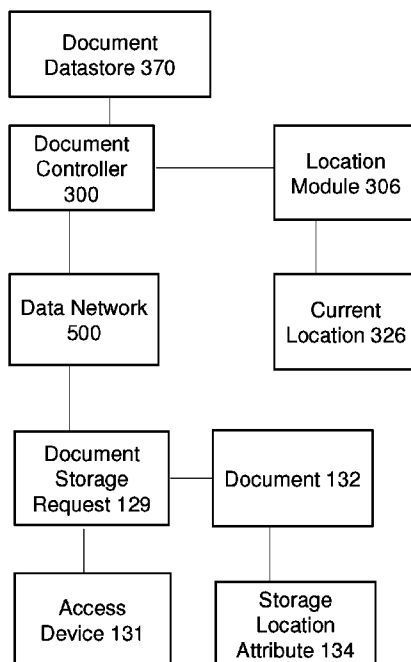 Document
Datastore 370
Document
Controller
300
Location
Module 306
Data Network
500
Current
Location 326
Document
Storage
Request 129
Document 132
Access
Device 131
Storage
Location
Attribute 134